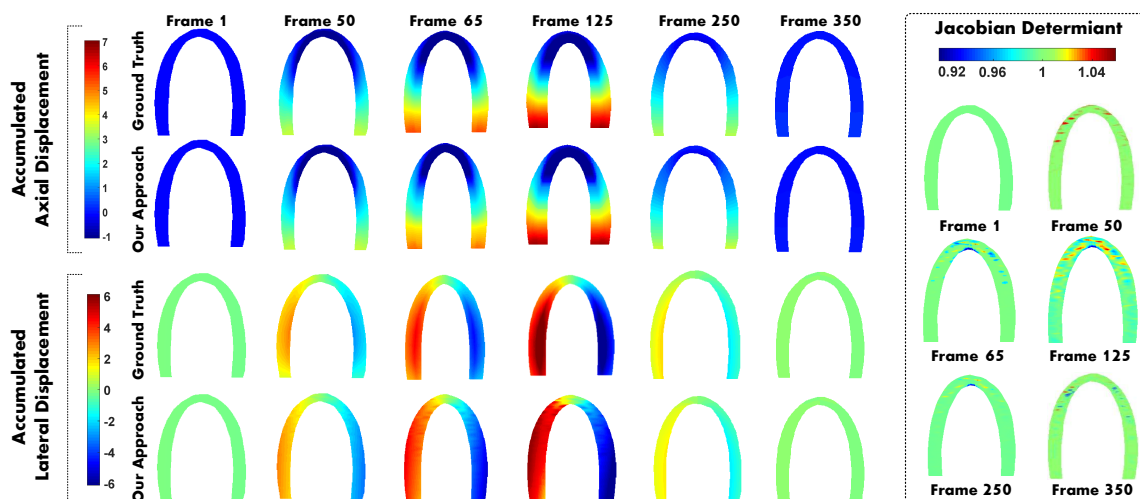 Frame 1 Frame 50 Frame 65 Frame 125 Frame 250 Frame 350
Accumulated
Axial Displacement
7
6
5
4
3
2
1
0
-1
Ground Truth
Our Approach
Accumulated
Lateral Displacement
6
4
2
0
-2
-4
-6
Ground Truth
Our Approach
Jacobian Determiant
0.92 0.96 1 1.04
Frame 1 Frame 50
Frame 65 Frame 125
Frame 250 Frame 350